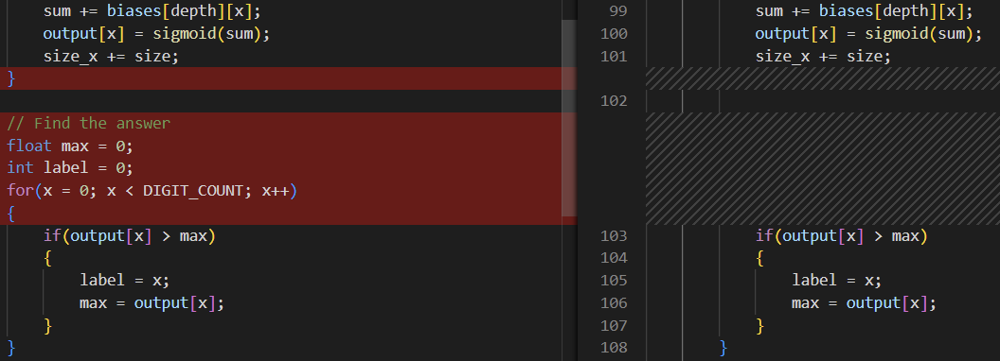 sum += biases[depth][x];
output[x] = sigmoid(sum);
size_x += size;
}
// Find the answer
float max = 0;
int label = 0;
for(x = 0; x < DIGIT_COUNT; x++)
{
if(output[x] > max)
{
label = x;
max = output[x];
}
}
99 sum += biases[depth][x];
100 output[x] = sigmoid(sum);
101 size_x += size;
102
103 if(output[x] > max)
104 {
105 label = x;
106 max = output[x];
107 }
108 }